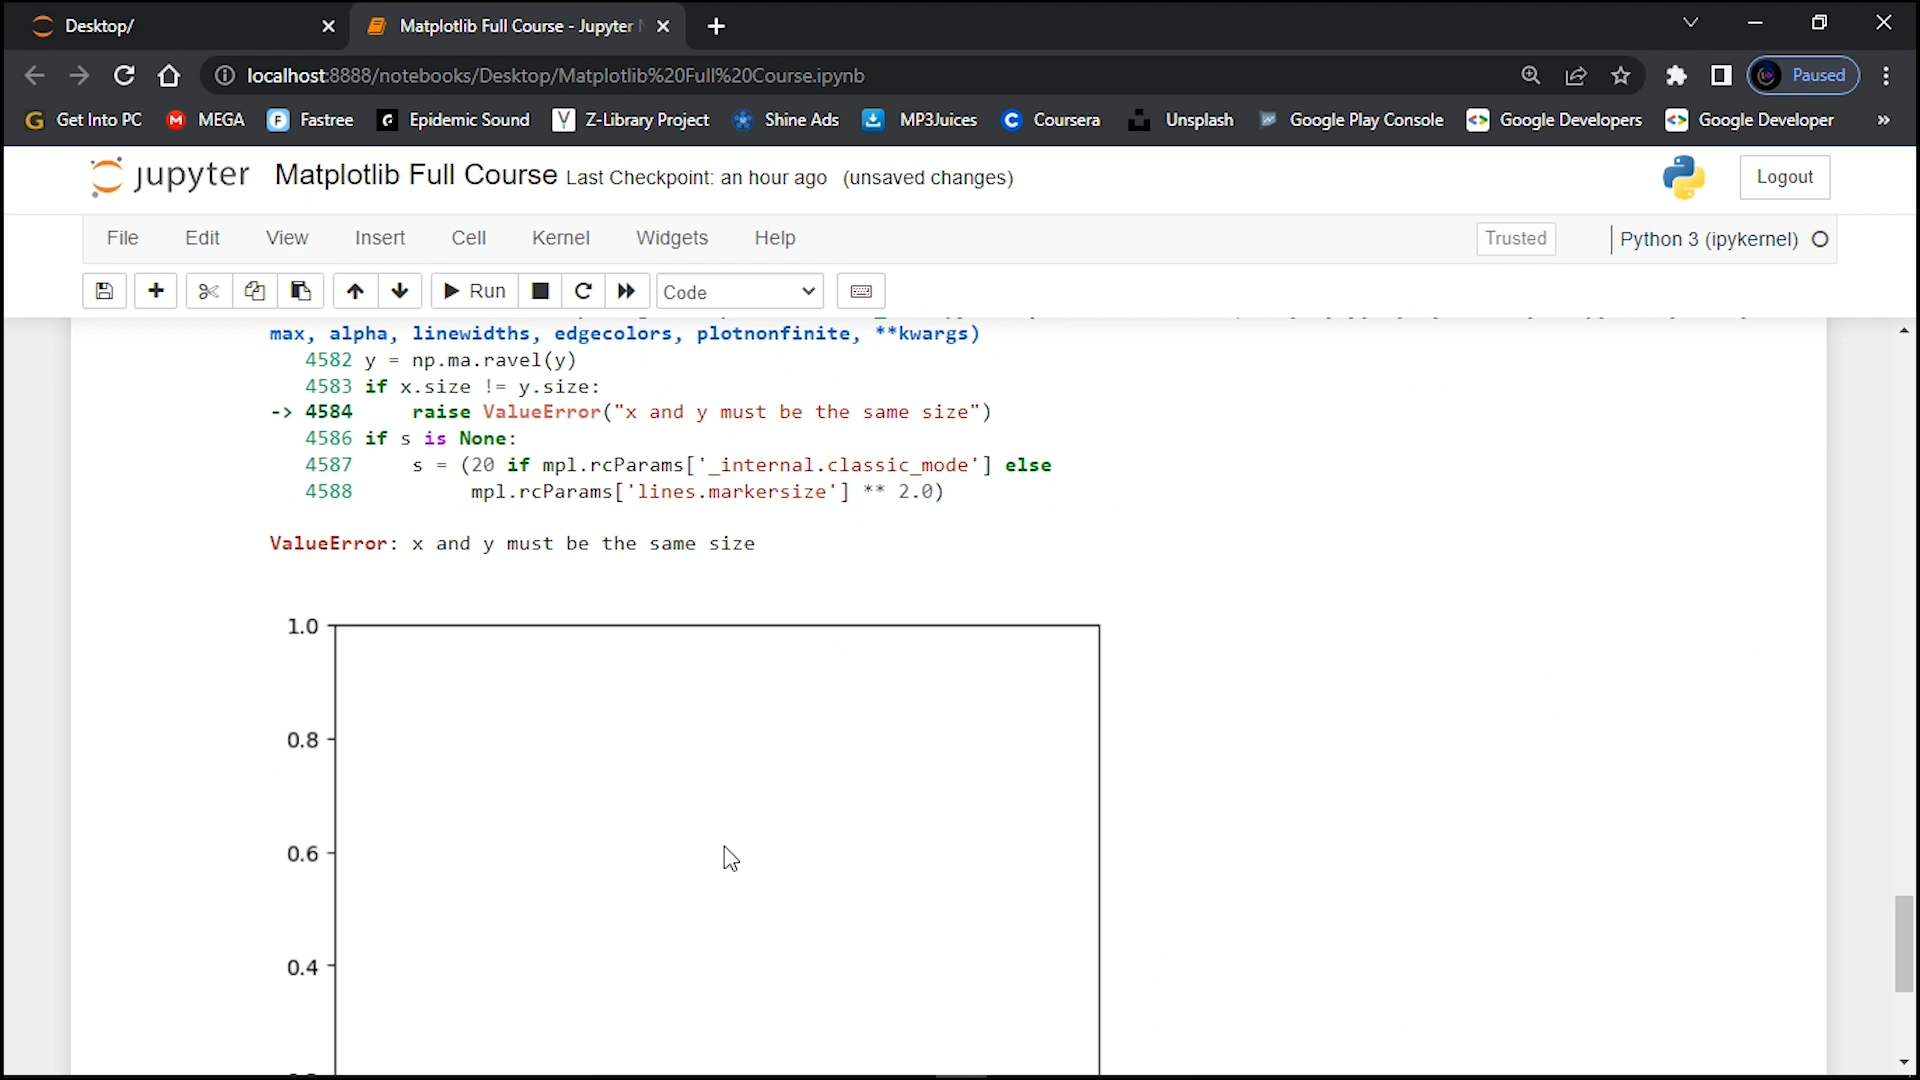 Desktop/
Matplotlib Full Course - Jupyter
localhost:8888/notebooks/Desktop/Matplotlib%20Full%20Course.ipynb
Paused
Get Into PC MEGA Fastree Epidemic Sound Z-Library Project Shine Ads MP3Juices Coursera Unsplash Google Play Console Google Developers Google Developer »
jupyter Matplotlib Full Course Last Checkpoint: an hour ago (unsaved changes)
Logout
File Edit View Insert Cell Kernel Widgets Help
Trusted
Python 3 (ipykernel)
Run
Code
max, alpha, linewidths, edgecolors, plotnonfinite, **kwargs)
4582 y = np.ma.ravel(y)
4583 if x.size != y.size:
-> 4584     raise ValueError("x and y must be the same size")
4586 if s is None:
4587     s = (20 if mpl.rcParams['_internal.classic_mode'] else
4588          mpl.rcParams['lines.markersize'] ** 2.0)
ValueError: x and y must be the same size
1.0
0.8
0.6
0.4